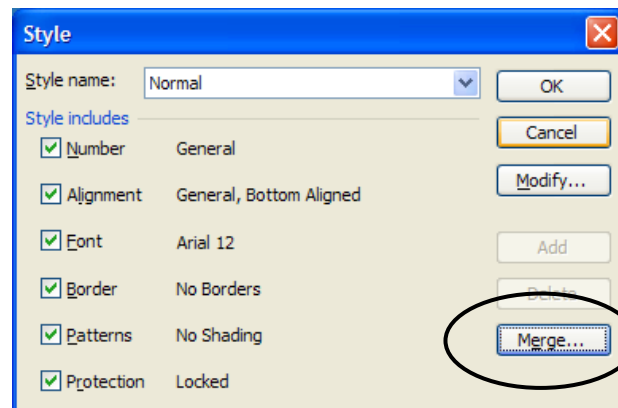 Style
Style name: Normal OK
Style includes Cancel
Number General
Alignment General, Bottom Aligned Modify...
Font Arial 12 Add
Border No Borders Delete
Patterns No Shading Merge...
Protection Locked